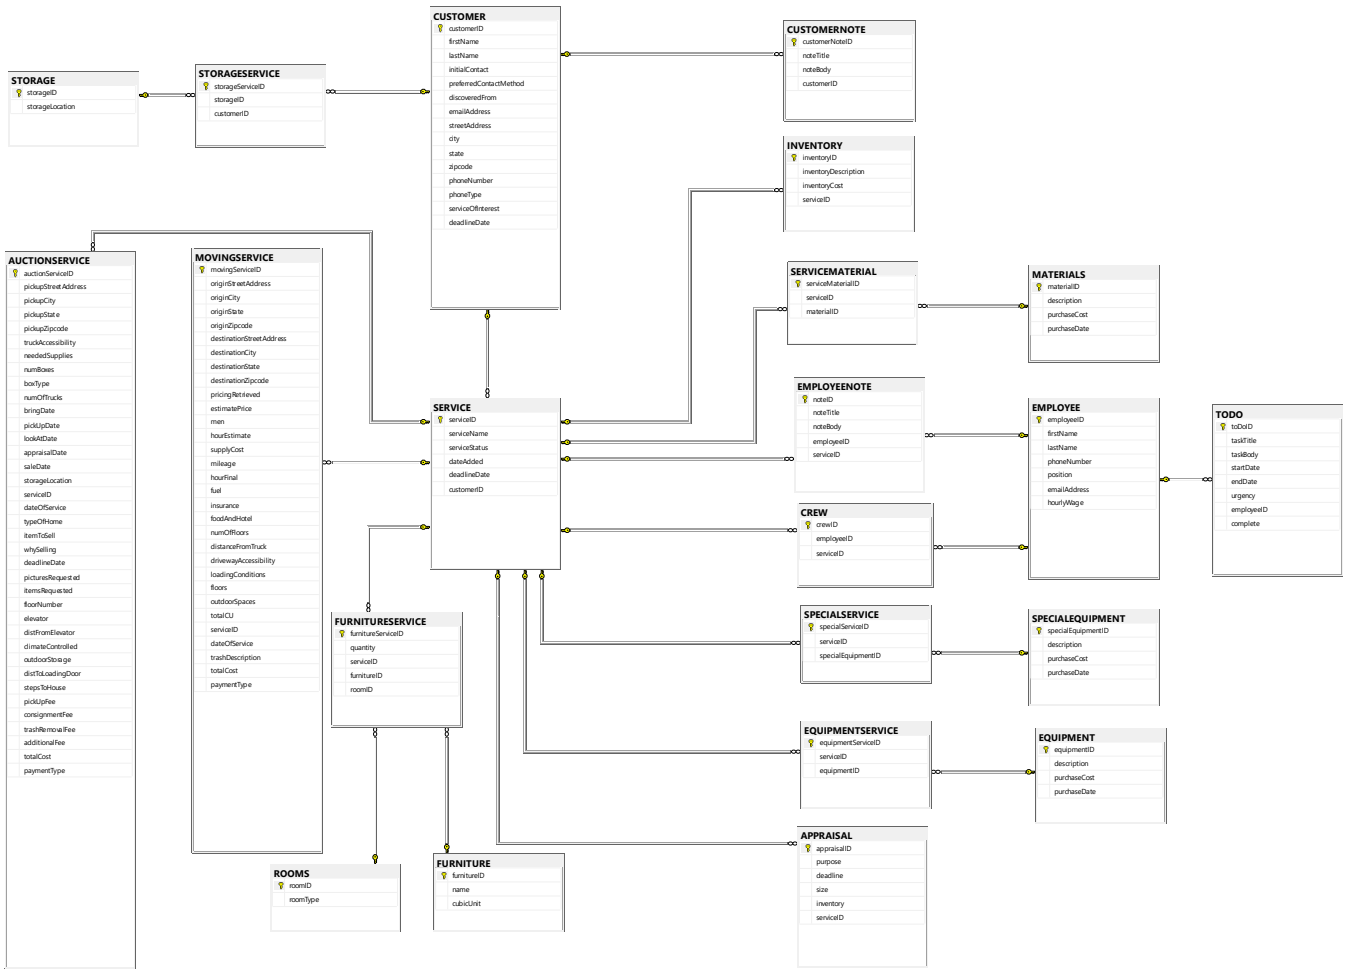 CUSTOMER
customerID
firstName
lastName
initialContact
preferredContactMethod
discoveredFrom
emailAddress
streetAddress
city
state
zipcode
phoneNumber
phoneType
serviceOfInterest
deadlineDate
CUSTOMERNOTE
customerNoteID
noteTitle
noteBody
customerID
STORAGE
storageID
storageLocation
STORAGESERVICE
storageServiceID
storageID
customerID
INVENTORY
inventoryID
inventoryDescription
inventoryCost
serviceID
AUCTIONSERVICE
auctionServiceID
pickupStreetAddress
pickupCity
pickupState
pickupZipcode
truckAccessibility
neededSupplies
numBoxes
boxType
numOfTrucks
bringDate
pickUpDate
lookAtDate
appraisalDate
saleDate
storageLocation
serviceID
dateOfService
typeOfHome
itemToSell
whySelling
deadlineDate
picturesRequested
itemsRequested
floorNumber
elevator
distFromElevator
climateControlled
outdoorStorage
distToLoadingDoor
stepsToHouse
pickUpFee
consignmentFee
trashRemovalFee
additionalFee
totalCost
paymentType
MOVINGSERVICE
movingServiceID
originStreetAddress
originCity
originState
originZipcode
destinationStreetAddress
destinationCity
destinationState
destinationZipcode
pricingRetrieved
estimatePrice
men
hourEstimate
supplyCost
mileage
hourFinal
fuel
insurance
foodAndHotel
numOfFloors
distanceFromTruck
drivewayAccessibility
loadingConditions
floors
outdoorSpaces
totalCU
serviceID
dateOfService
trashDescription
totalCost
paymentType
SERVICEMATERIAL
serviceMaterialID
serviceID
materialID
MATERIALS
materialID
description
purchaseCost
purchaseDate
SERVICE
serviceID
serviceName
serviceStatus
dateAdded
deadlineDate
customerID
EMPLOYEENOTE
noteID
noteTitle
noteBody
employeeID
serviceID
EMPLOYEE
employeeID
firstName
lastName
phoneNumber
position
emailAddress
hourlyWage
TODO
toDoID
taskTitle
taskBody
startDate
endDate
urgency
employeeID
complete
CREW
crewID
employeeID
serviceID
FURNITURESERVICE
furnitureServiceID
quantity
serviceID
furnitureID
roomID
SPECIALSERVICE
specialServiceID
serviceID
specialEquipmentID
SPECIALEQUIPMENT
specialEquipmentID
description
purchaseCost
purchaseDate
EQUIPMENTSERVICE
equipmentServiceID
serviceID
equipmentID
EQUIPMENT
equipmentID
description
purchaseCost
purchaseDate
ROOMS
roomID
roomType
FURNITURE
furnitureID
name
cubicUnit
APPRAISAL
appraisalID
purpose
deadline
size
inventory
serviceID